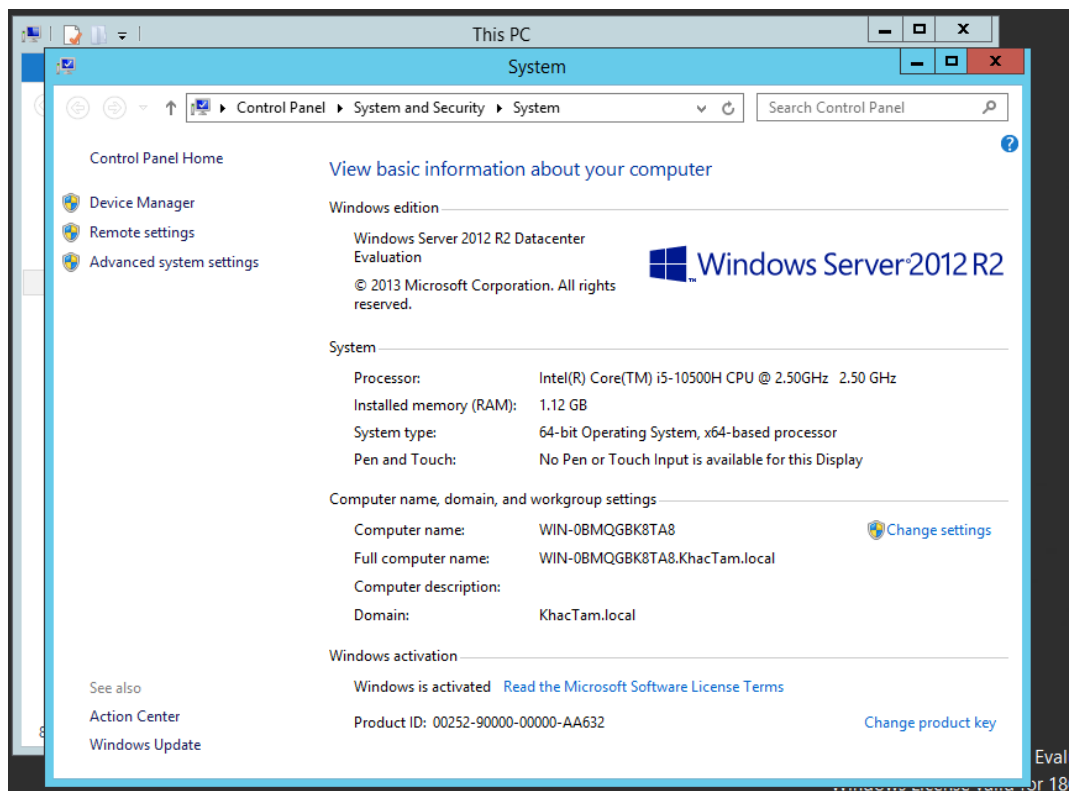 This PC
System
Control Panel System and Security System
Search Control Panel
Control Panel Home
Device Manager
Remote settings
Advanced system settings
View basic information about your computer
Windows edition
Windows Server 2012 R2 Datacenter
Evaluation
© 2013 Microsoft Corporation. All rights
reserved.
Windows Server 2012 R2
System
Processor: Intel(R) Core(TM) i5-10500H CPU @ 2.50GHz 2.50 GHz
Installed memory (RAM): 1.12 GB
System type: 64-bit Operating System, x64-based processor
Pen and Touch: No Pen or Touch Input is available for this Display
Computer name, domain, and workgroup settings
Computer name: WIN-0BMQGBK8TA8 Change settings
Full computer name: WIN-0BMQGBK8TA8.KhacTam.local
Computer description:
Domain: KhacTam.local
Windows activation
Windows is activated Read the Microsoft Software License Terms
Product ID: 00252-90000-00000-AA632 Change product key
See also
Action Center
Windows Update
8
Eval
Windows License valid for 18